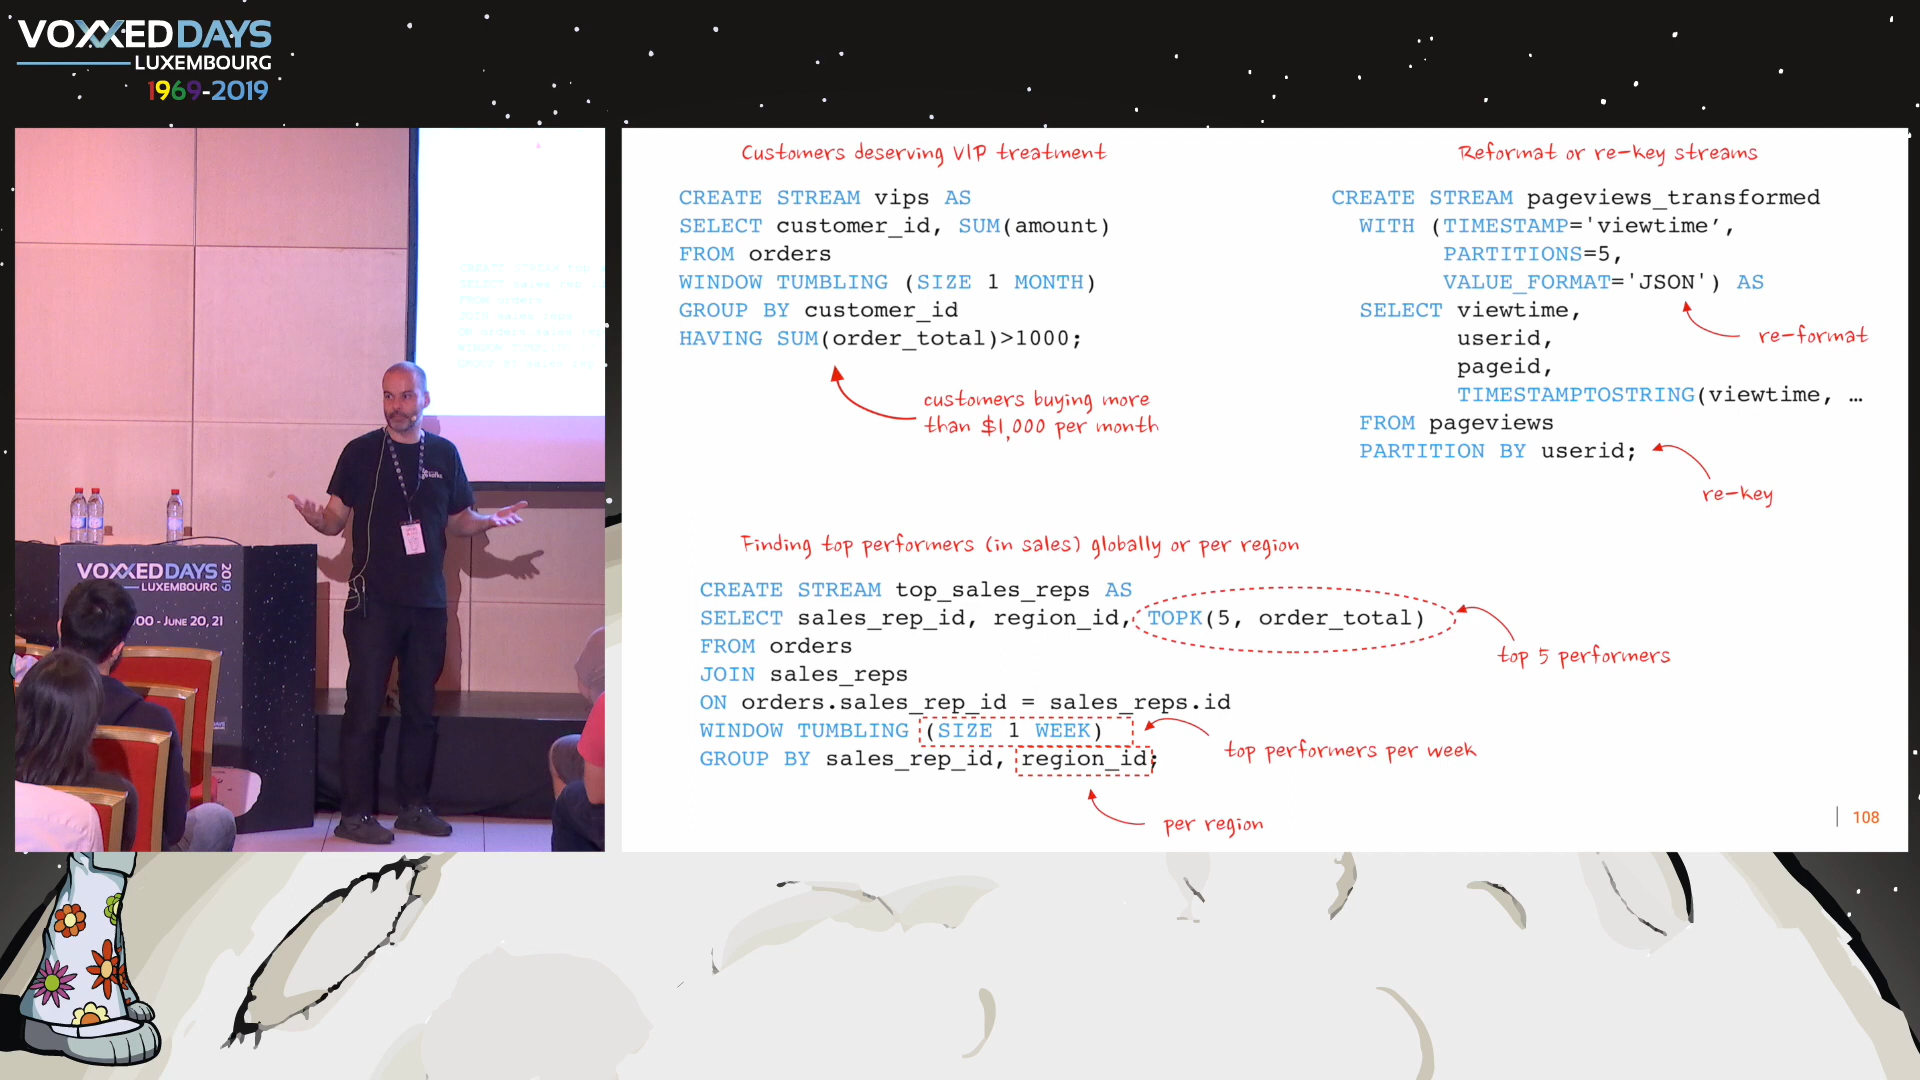 VOXXEDDAYS
LUXEMBOURG
1969-2019
VOXXEDDAYS 2019
LUXEMBOURG
00 - JUNE 20, 21
Customers deserving VIP treatment
CREATE STREAM vips AS
SELECT customer_id, SUM(amount)
FROM orders
WINDOW TUMBLING (SIZE 1 MONTH)
GROUP BY customer_id
HAVING SUM(order_total)>1000;
customers buying more
than $1,000 per month
Reformat or re-key streams
CREATE STREAM pageviews_transformed
WITH (TIMESTAMP='viewtime’,
PARTITIONS=5,
VALUE_FORMAT='JSON') AS
SELECT viewtime,
userid,
pageid,
TIMESTAMPTOSTRING(viewtime, …
FROM pageviews
PARTITION BY userid;
re-format
re-key
Finding top performers (in sales) globally or per region
CREATE STREAM top_sales_reps AS
SELECT sales_rep_id, region_id, TOPK(5, order_total)
FROM orders
JOIN sales_reps
ON orders.sales_rep_id = sales_reps.id
WINDOW TUMBLING (SIZE 1 WEEK)
GROUP BY sales_rep_id, region_id;
top 5 performers
top performers per week
per region
108